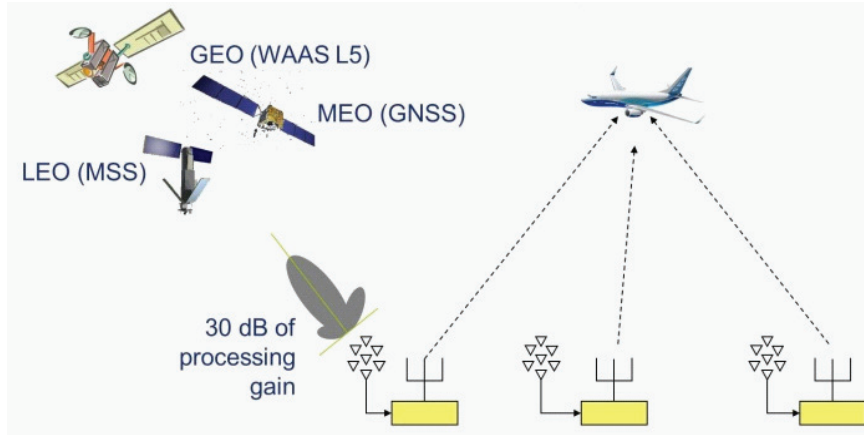 GEO (WAAS L5)
MEO (GNSS)
LEO (MSS)
30 dB of
processing
gain